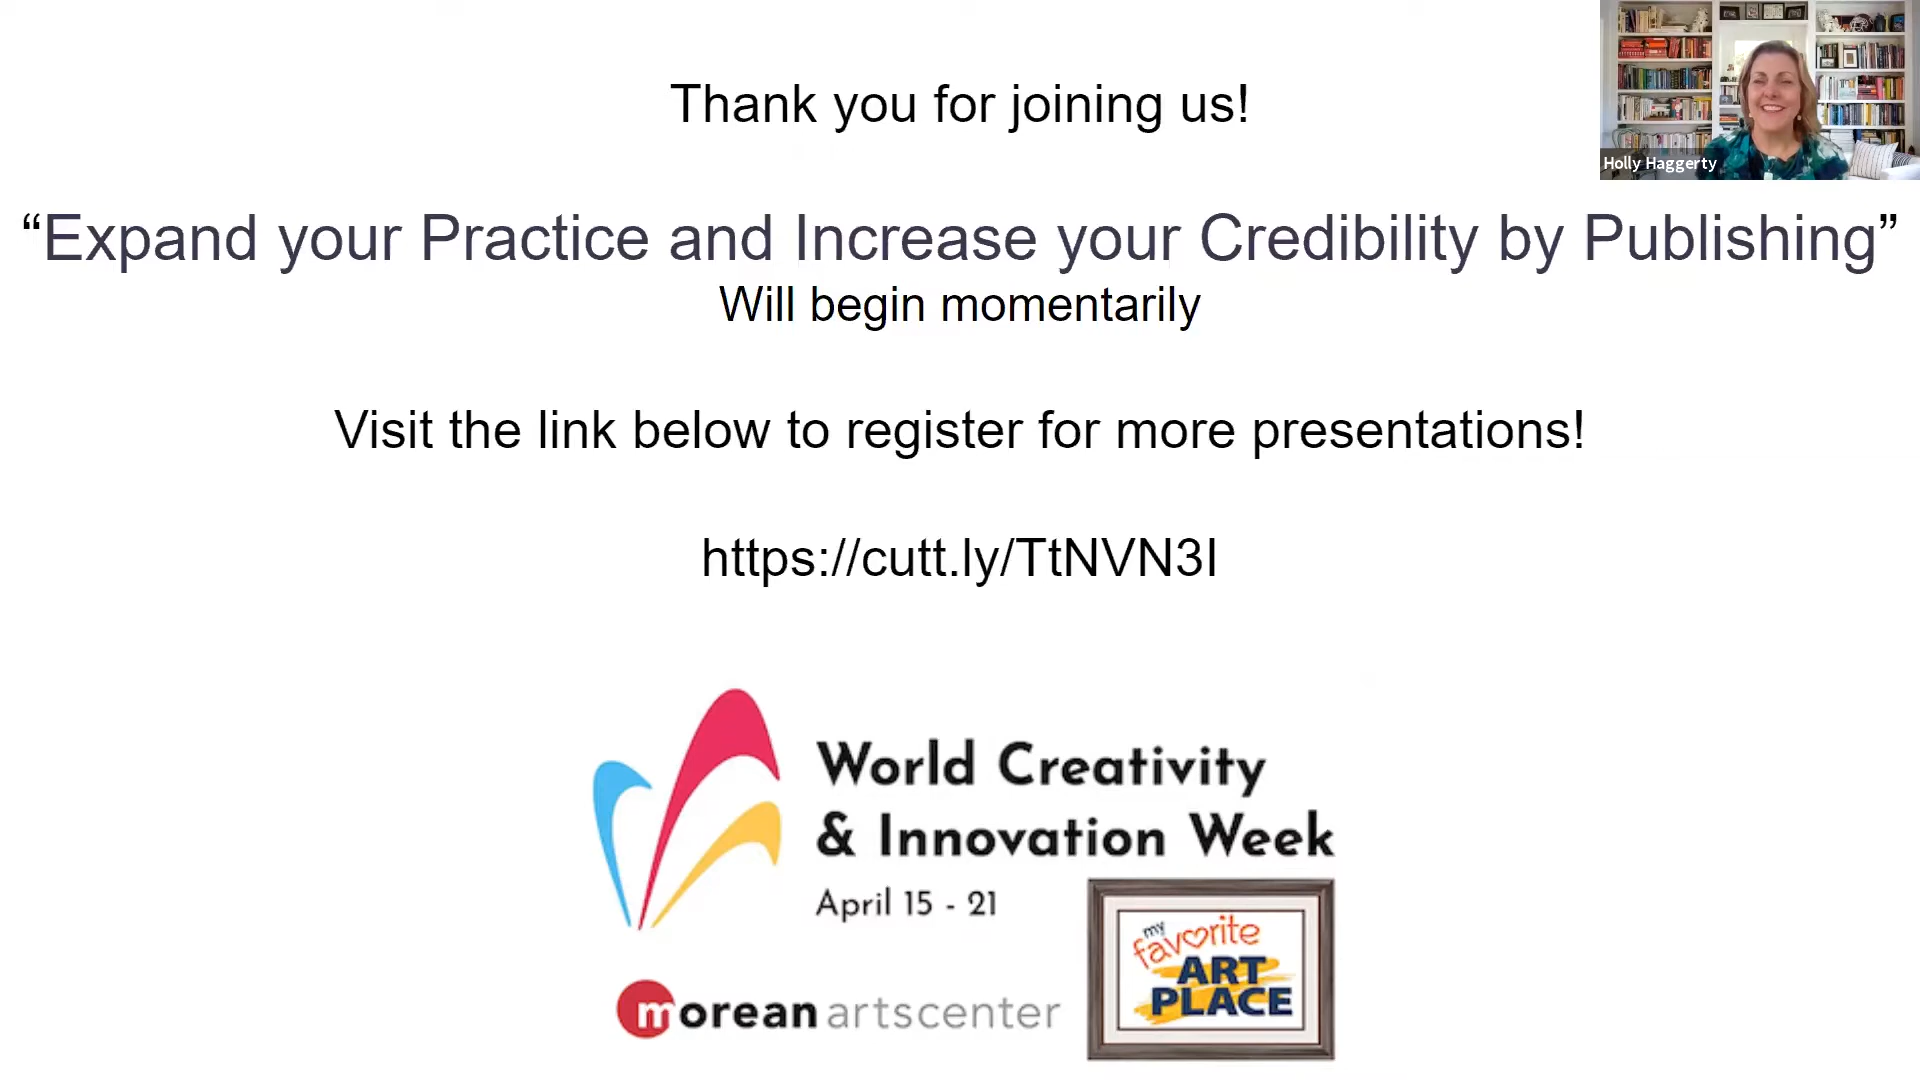 Thank you for joining us!
Holly Haggerty
“Expand your Practice and Increase your Credibility by Publishing”
Will begin momentarily
Visit the link below to register for more presentations!
https://cutt.ly/TtNVN3I
World Creativity
& Innovation Week
April 15 - 21
my
favorite
ART
PLACE
morean artscenter